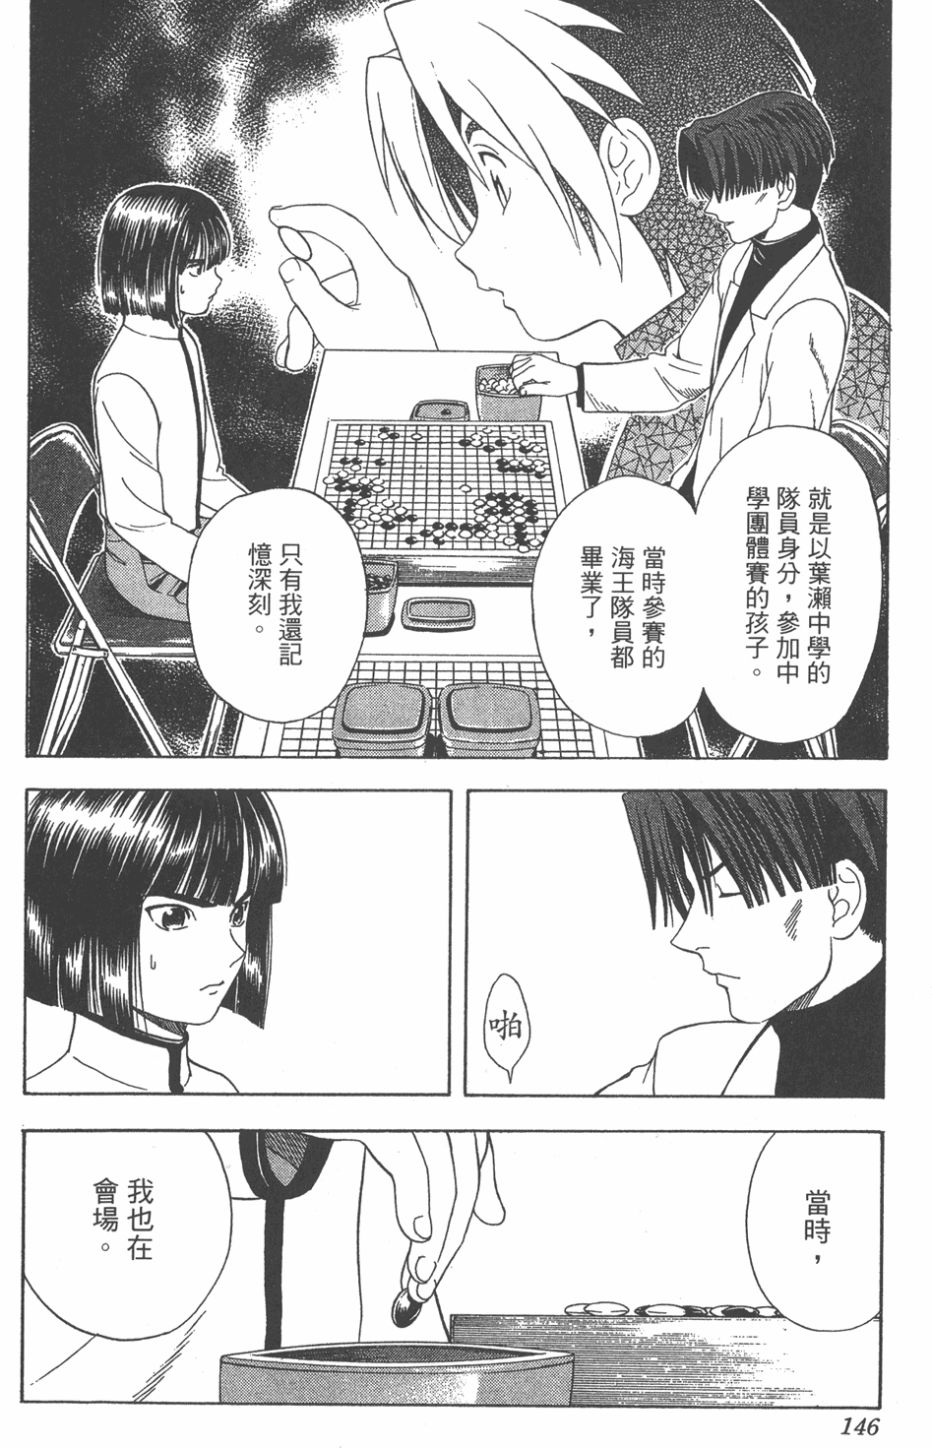 就是以葉瀨中學的
隊員身分，參加中
學團體賽的孩子。
當時參賽的
海王隊員都
畢業了，
只有我還記
憶深刻。
啪
當時，
我也在
會場。
146